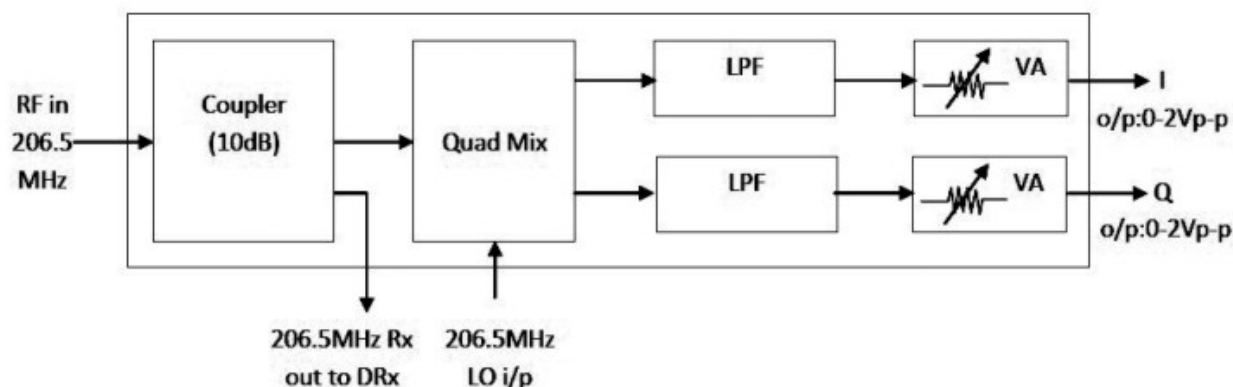 RF in
206.5
MHz
Coupler
(10dB)
Quad Mix
LPF
VA
I
o/p:0-2Vp-p
LPF
VA
Q
o/p:0-2Vp-p
206.5MHz Rx
out to DRx
206.5MHz
LO i/p